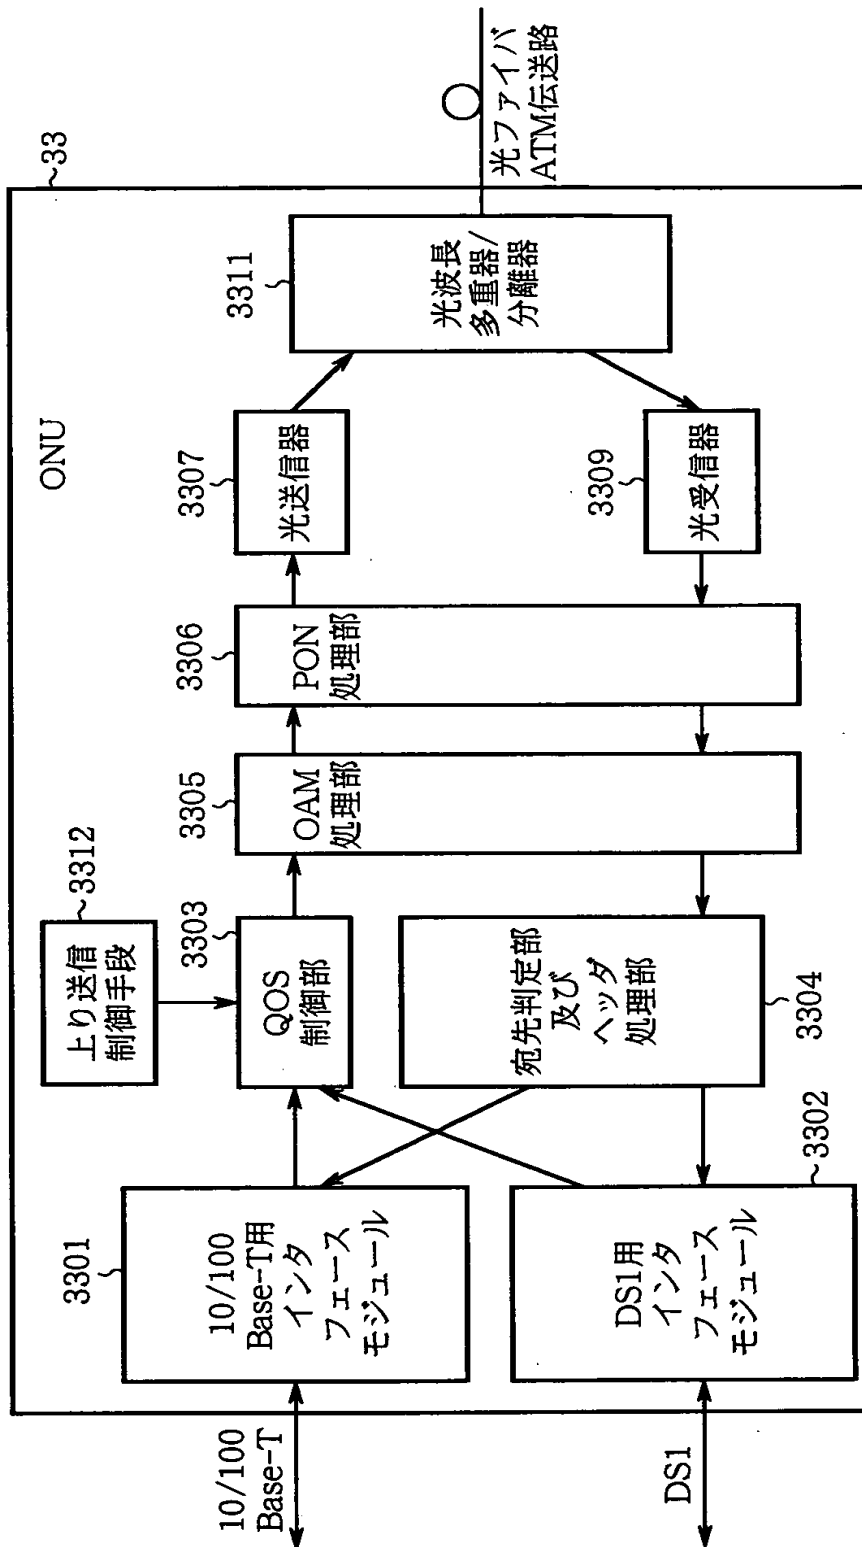 33
ONU
3312
上り送信
制御手段
3301
10/100
Base-T用
インタ
フェース
モジュール
3303
QOS
制御部
3305
OAM
処理部
3306
PON
処理部
3307
光送信器
3311
光波長
多重器/
分離器
光ファイバ
ATM伝送路
10/100
Base-T
DS1
DS1用
インタ
フェース
モジュール
3302
宛先判定部
及び
ヘッダ
処理部
3304
3309
光受信器